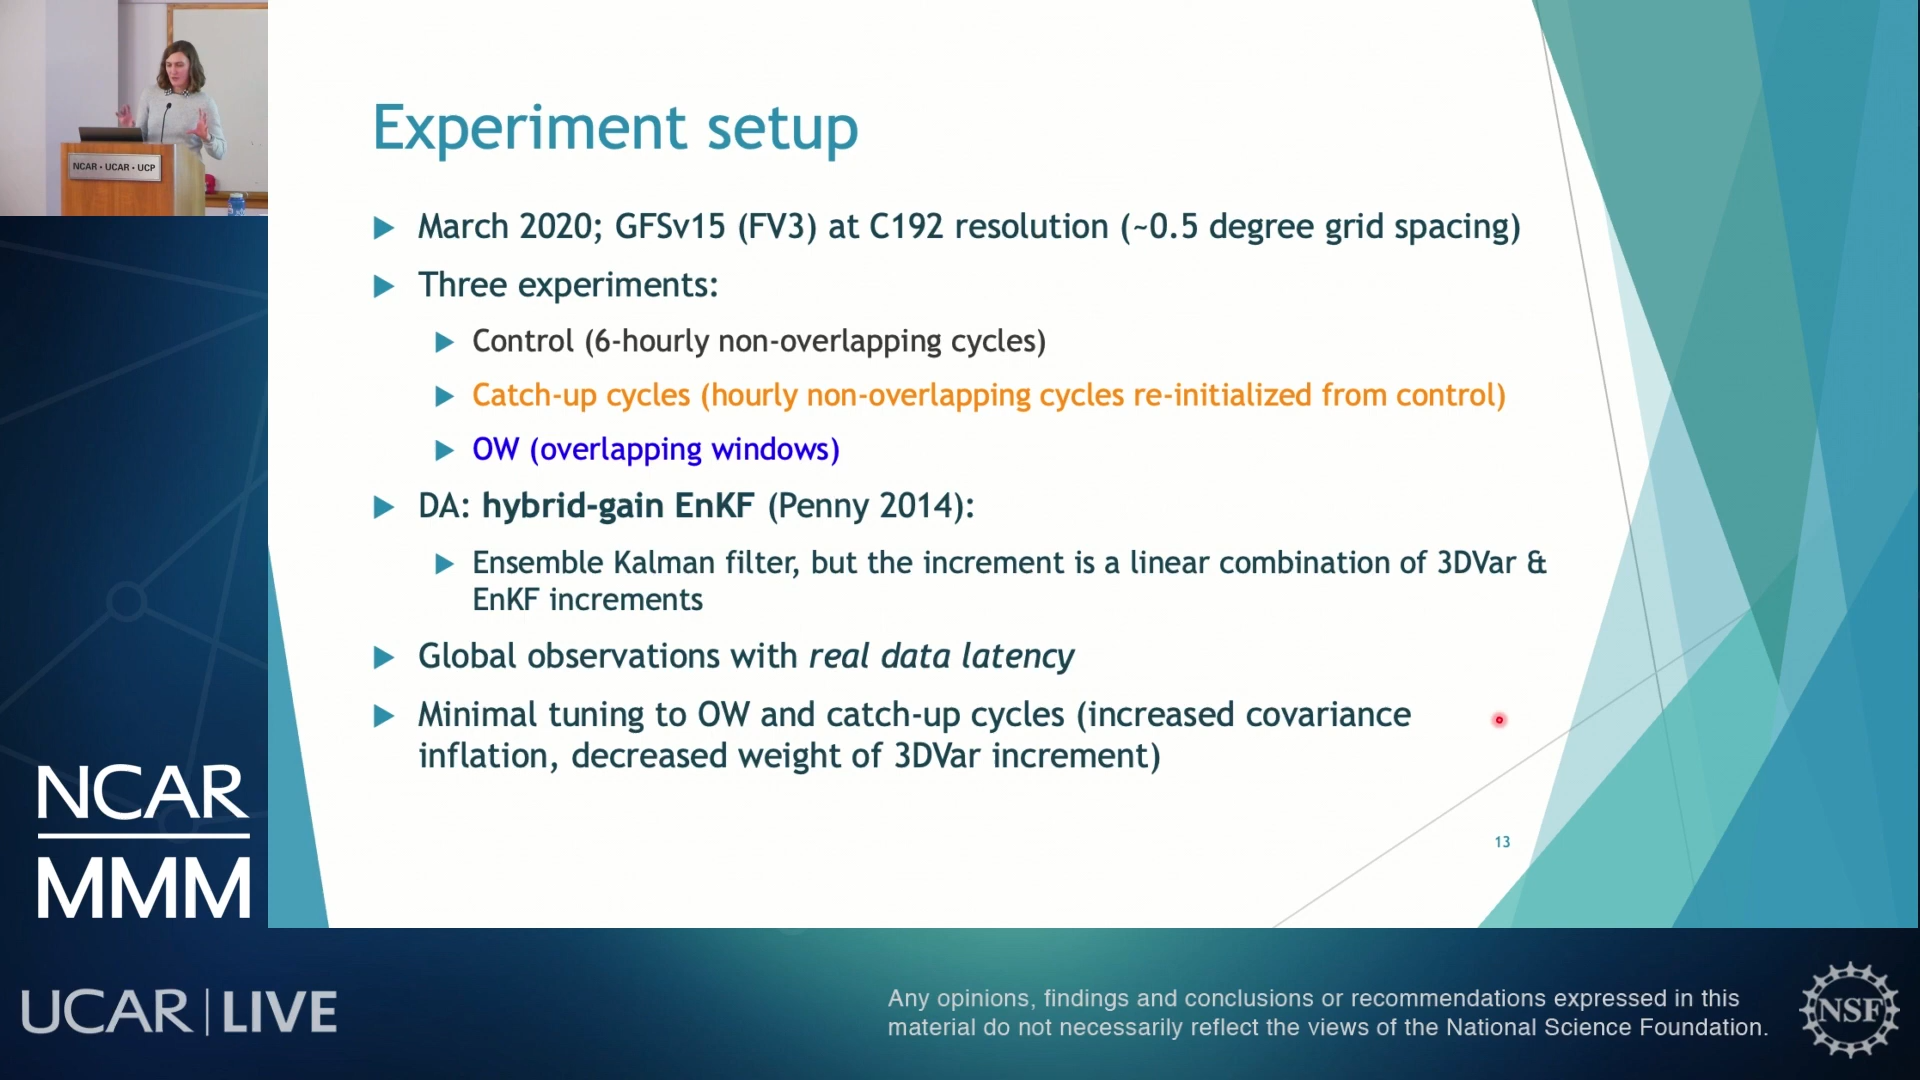 NCAR • UCAR • UCP
Experiment setup
March 2020; GFSv15 (FV3) at C192 resolution (~0.5 degree grid spacing)
Three experiments:
Control (6-hourly non-overlapping cycles)
Catch-up cycles (hourly non-overlapping cycles re-initialized from control)
OW (overlapping windows)
DA: hybrid-gain EnKF (Penny 2014):
Ensemble Kalman filter, but the increment is a linear combination of 3DVar &
EnKF increments
Global observations with real data latency
Minimal tuning to OW and catch-up cycles (increased covariance
inflation, decreased weight of 3DVar increment)
13
NCAR
MMM
UCAR | LIVE
Any opinions, findings and conclusions or recommendations expressed in this
material do not necessarily reflect the views of the National Science Foundation.
NSF